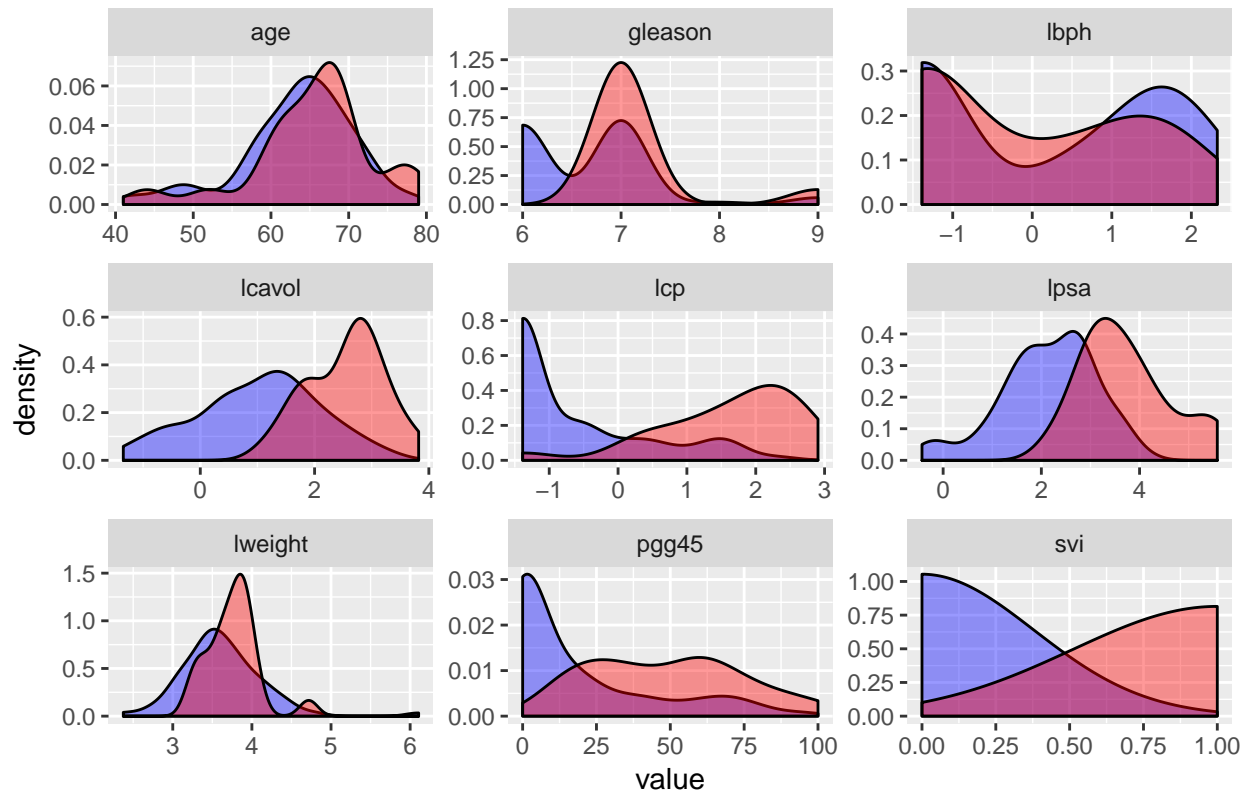 age
gleason
lbph
0.06
0.04
0.02
0.00
40 50 60 70 80
1.25
1.00
0.75
0.50
0.25
0.00
6 7 8 9
0.3
0.2
0.1
0.0
−1 0 1 2
lcavol
lcp
lpsa
0.6
0.4
0.2
0.0
0 2 4
0.8
0.6
0.4
0.2
0.0
−1 0 1 2 3
0.4
0.3
0.2
0.1
0.0
0 2 4
density
lweight
pgg45
svi
1.5
1.0
0.5
0.0
3 4 5 6
0.03
0.02
0.01
0.00
0 25 50 75 100
1.00
0.75
0.50
0.25
0.00
0.00 0.25 0.50 0.75 1.00
value